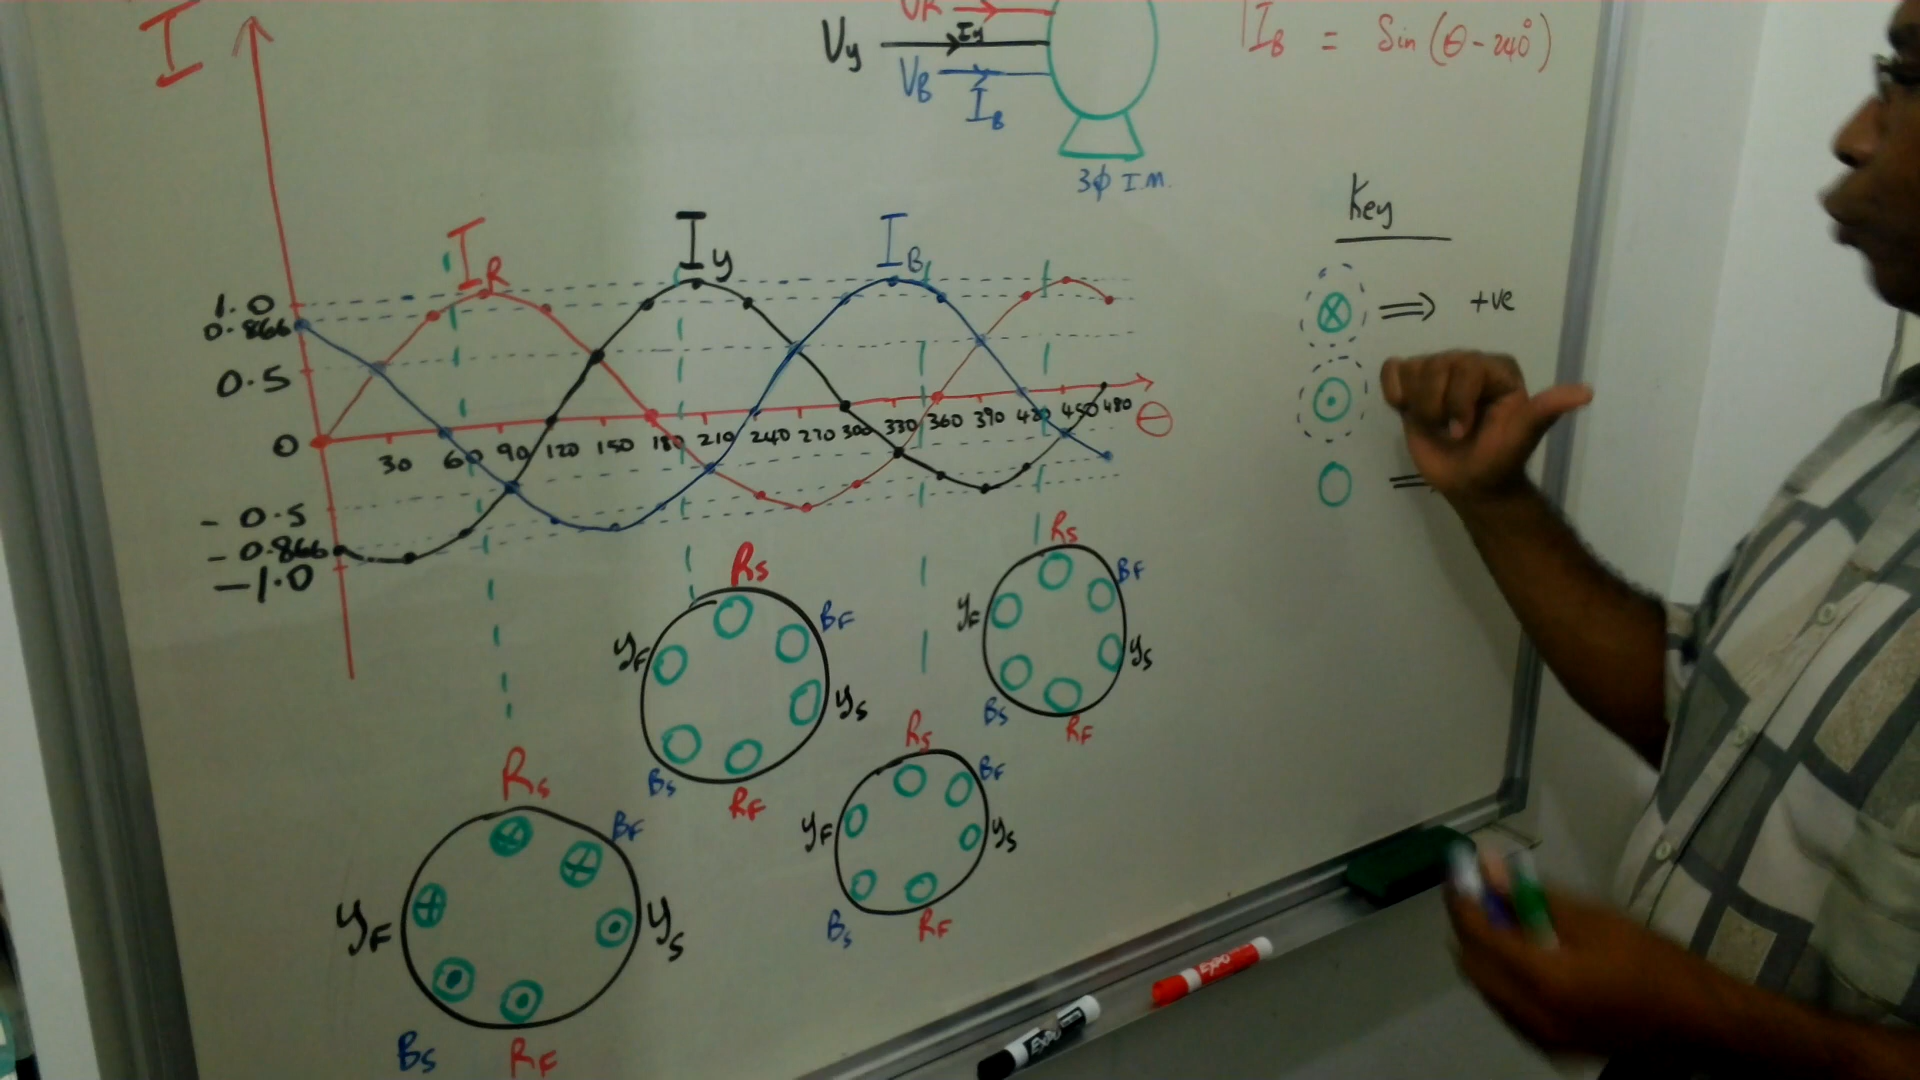 I
VR
Vy
Iy
VB
IB
3ϕ I.M.
IB = Sin(θ-240°)
Key
⊗ ⟹ +ve
⊙
○ ⟹
IR
Iy
IB
1.0
0.866
0.5
0
-0.5
-0.866
-1.0
30 60 90 120 150 180 210 240 270 300 330 360 390 420 450 480
θ
Rs
BF
yF
ys
Bs
RF
Rs
BF
yF
ys
Bs
RF
Rs
BF
yF
ys
Bs
RF
Rs
BF
yF
ys
Bs
RF
EXPO
EXPO